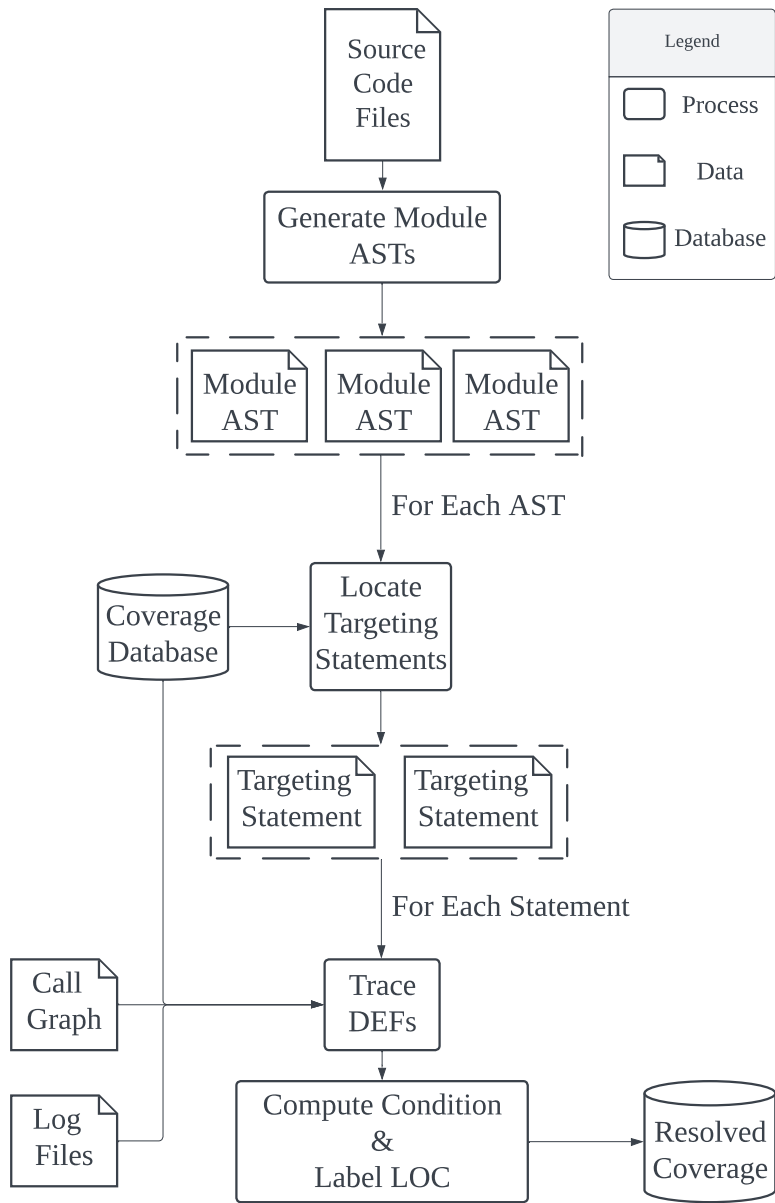 Source
Code
Files
Legend
Process
Data
Database
Generate Module
ASTs
Module
AST
Module
AST
Module
AST
For Each AST
Coverage
Database
Locate
Targeting
Statements
Targeting
Statement
Targeting
Statement
For Each Statement
Call
Graph
Trace
DEFs
Log
Files
Compute Condition
&
Label LOC
Resolved
Coverage